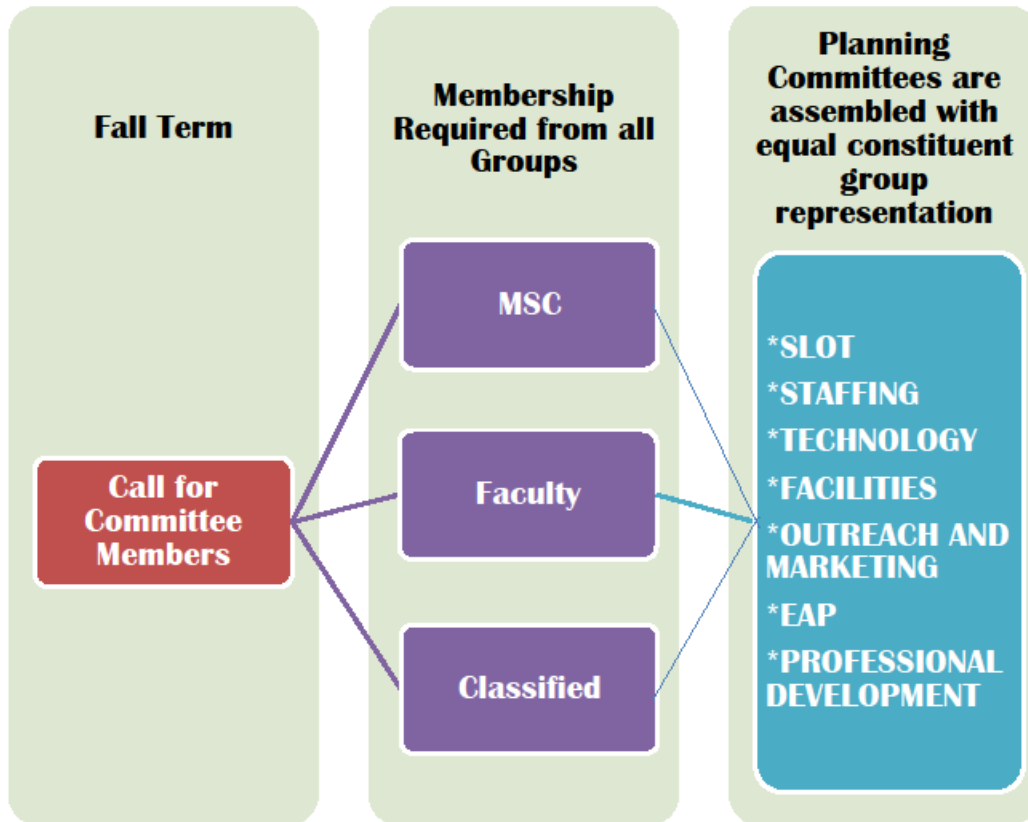 Fall Term
Call for
Committee
Members
Membership
Required from all
Groups
MSC
Faculty
Classified
Planning
Committees are
assembled with
equal constituent
group
representation
*SLOT
*STAFFING
*TECHNOLOGY
*FACILITIES
*OUTREACH AND
MARKETING
*EAP
*PROFESSIONAL
DEVELOPMENT